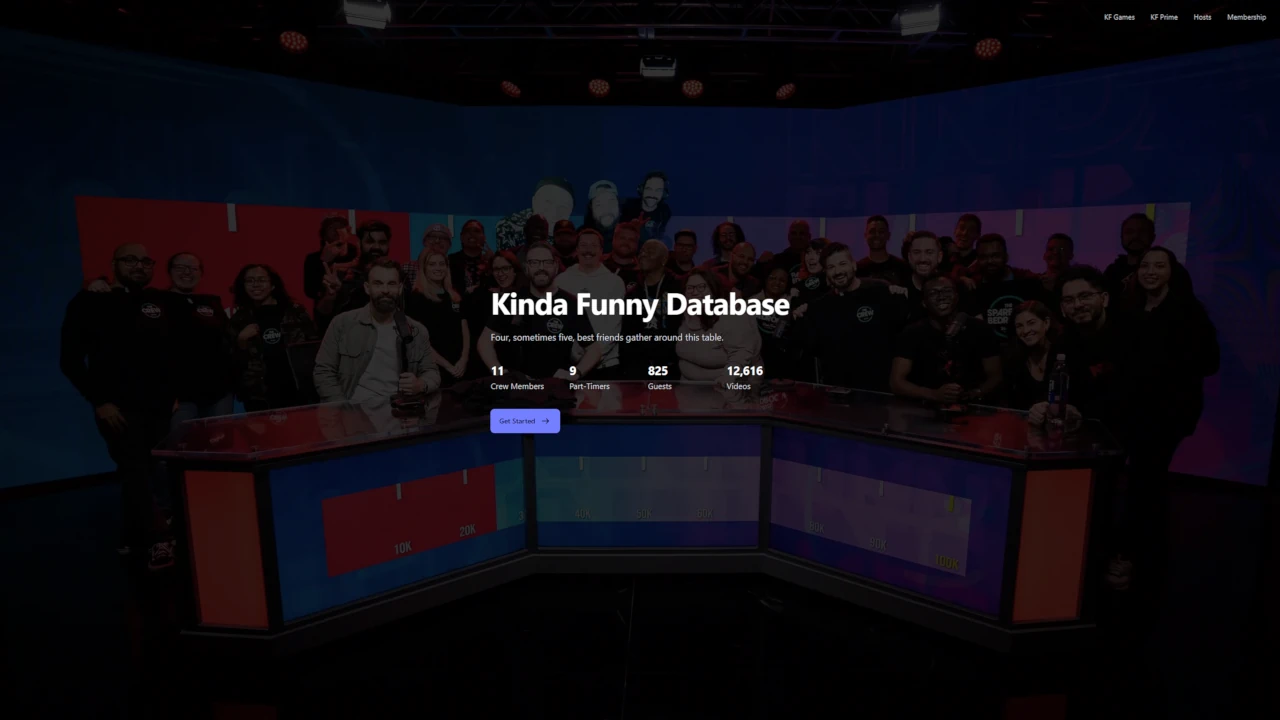 KF Games KF Prime Hosts Membership
Kinda Funny Database
Four, sometimes five, best friends gather around this table.
11 9 825 12,616
Crew Members Part-Timers Guests Videos
Get Started
10K 20K 40K 50K 60K 80K 90K 100K